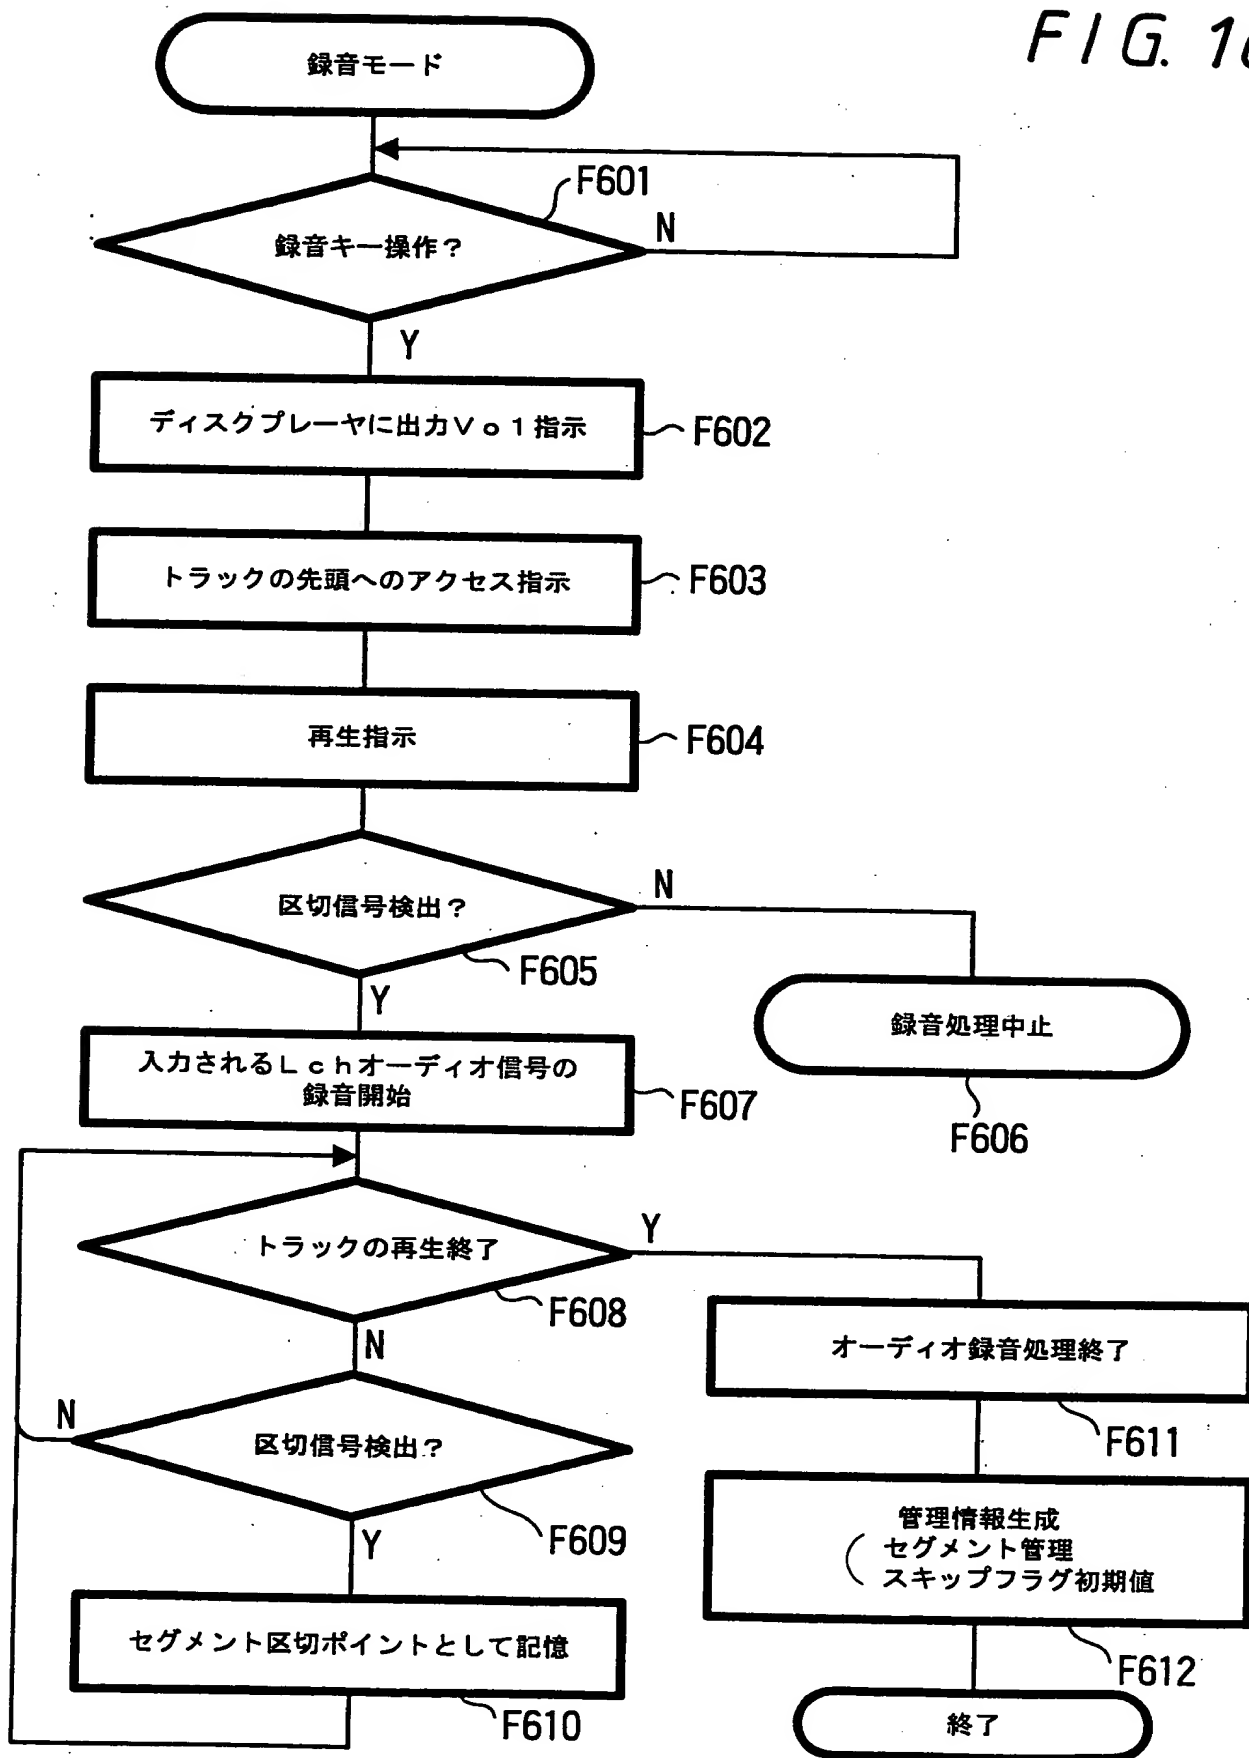 FIG. 1
録音モード
F601
録音キー操作?
N
Y
ディスクプレーヤに出力Vo1指示
F602
トラックの先頭へのアクセス指示
F603
再生指示
F604
区切信号検出?
N
F605
Y
録音処理中止
F606
入力されるLchオーディオ信号の
録音開始
F607
トラックの再生終了
Y
F608
N
オーディオ録音処理終了
F611
区切信号検出?
N
F609
Y
管理情報生成
セグメント管理
スキップフラグ初期値
F612
セグメント区切ポイントとして記憶
F610
終了